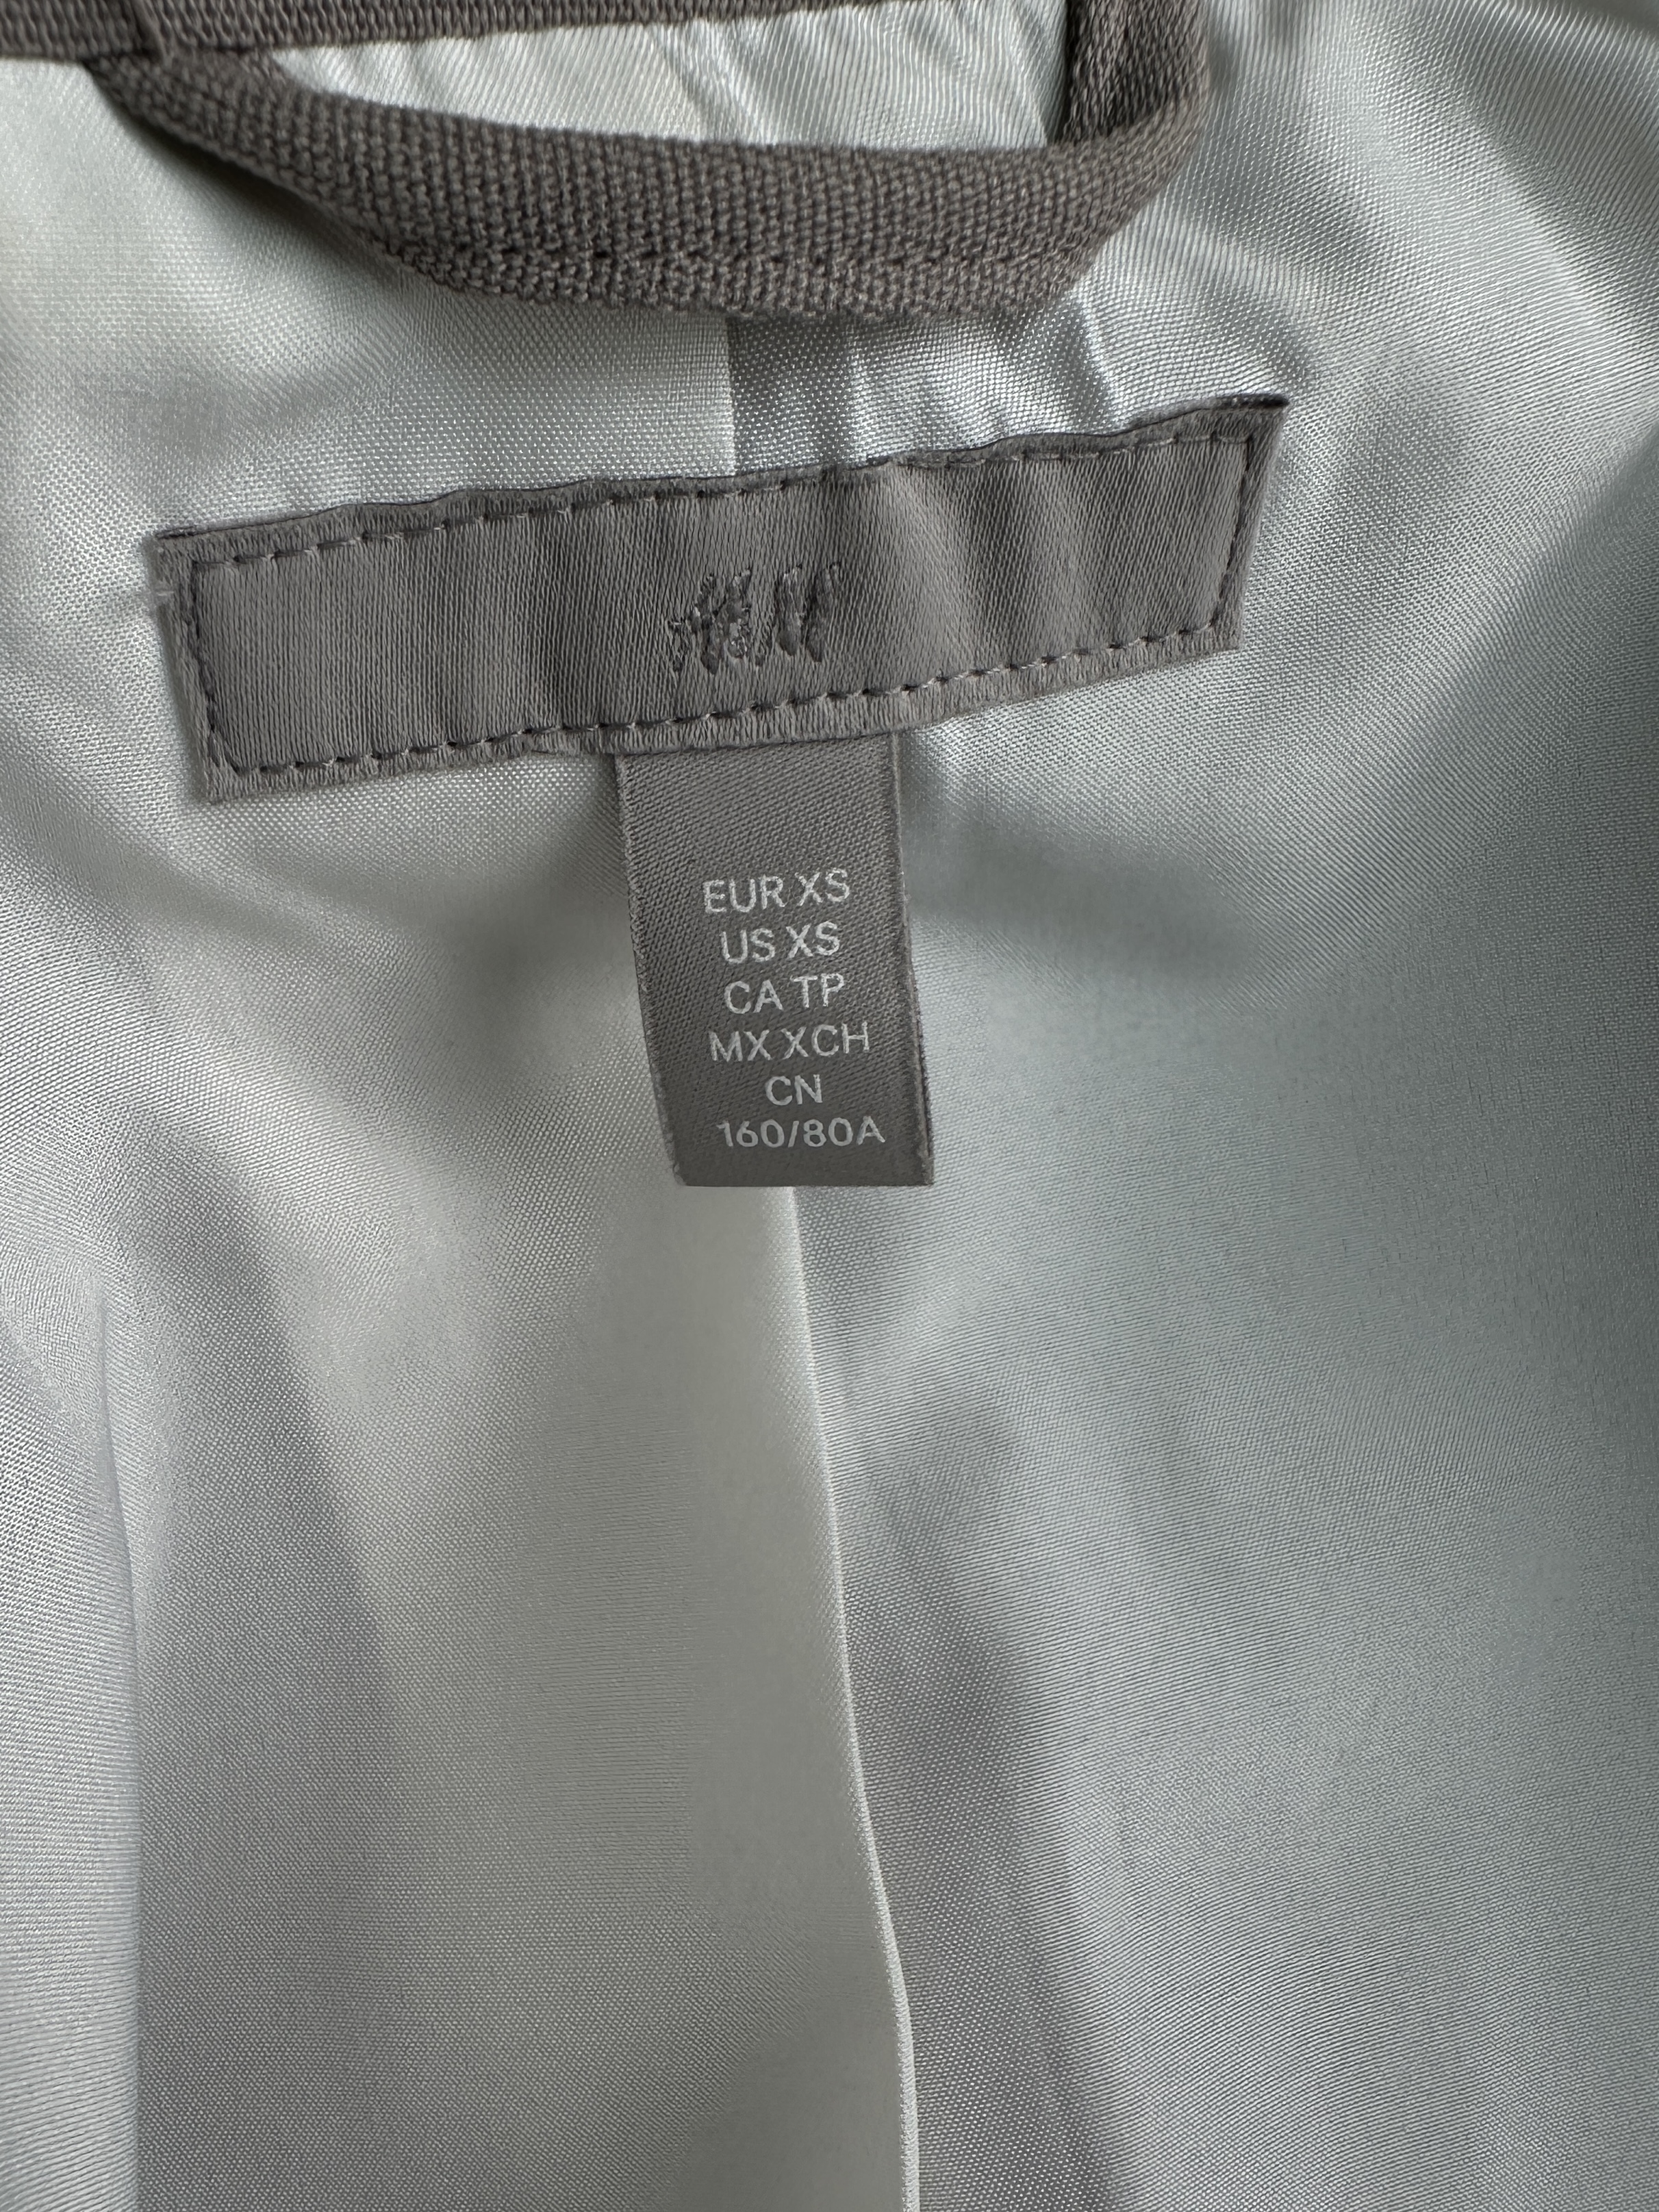 H&M
EUR XS
US XS
CA TP
MX XCH
CN
160/80A